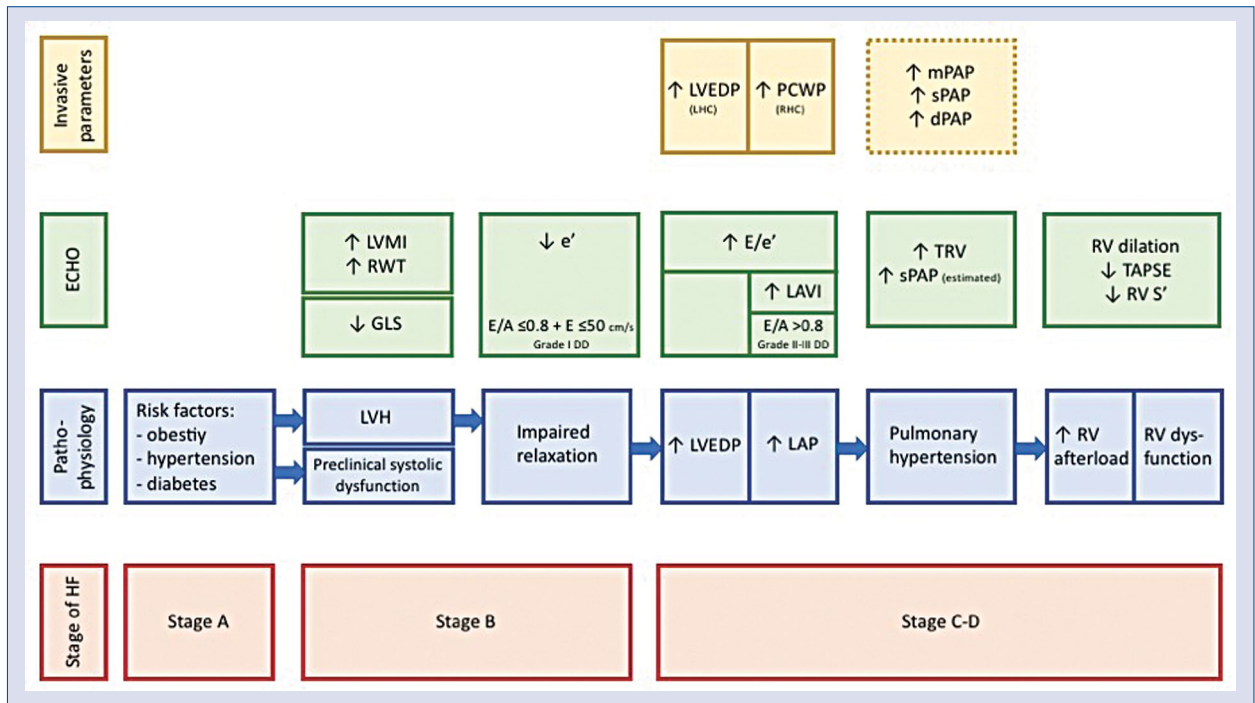 Invasive
parameters
↑ LVEDP
(LHC)
↑ PCWP
(RHC)
↑ mPAP
↑ sPAP
↑ dPAP
ECHO
↑ LVMI
↑ RWT
↓ GLS
↓ e’
E/A ≤0.8 + E ≤50 cm/s
Grade I DD
↑ E/e’
↑ LAVI
E/A >0.8
Grade II-III DD
↑ TRV
↑ sPAP (estimated)
RV dilation
↓ TAPSE
↓ RV S’
Patho-
physiology
Risk factors:
- obestiy
- hypertension
- diabetes
LVH
Preclinical systolic
dysfunction
Impaired
relaxation
↑ LVEDP
↑ LAP
Pulmonary
hypertension
↑ RV
afterload
RV dys-
function
Stage of HF
Stage A
Stage B
Stage C-D